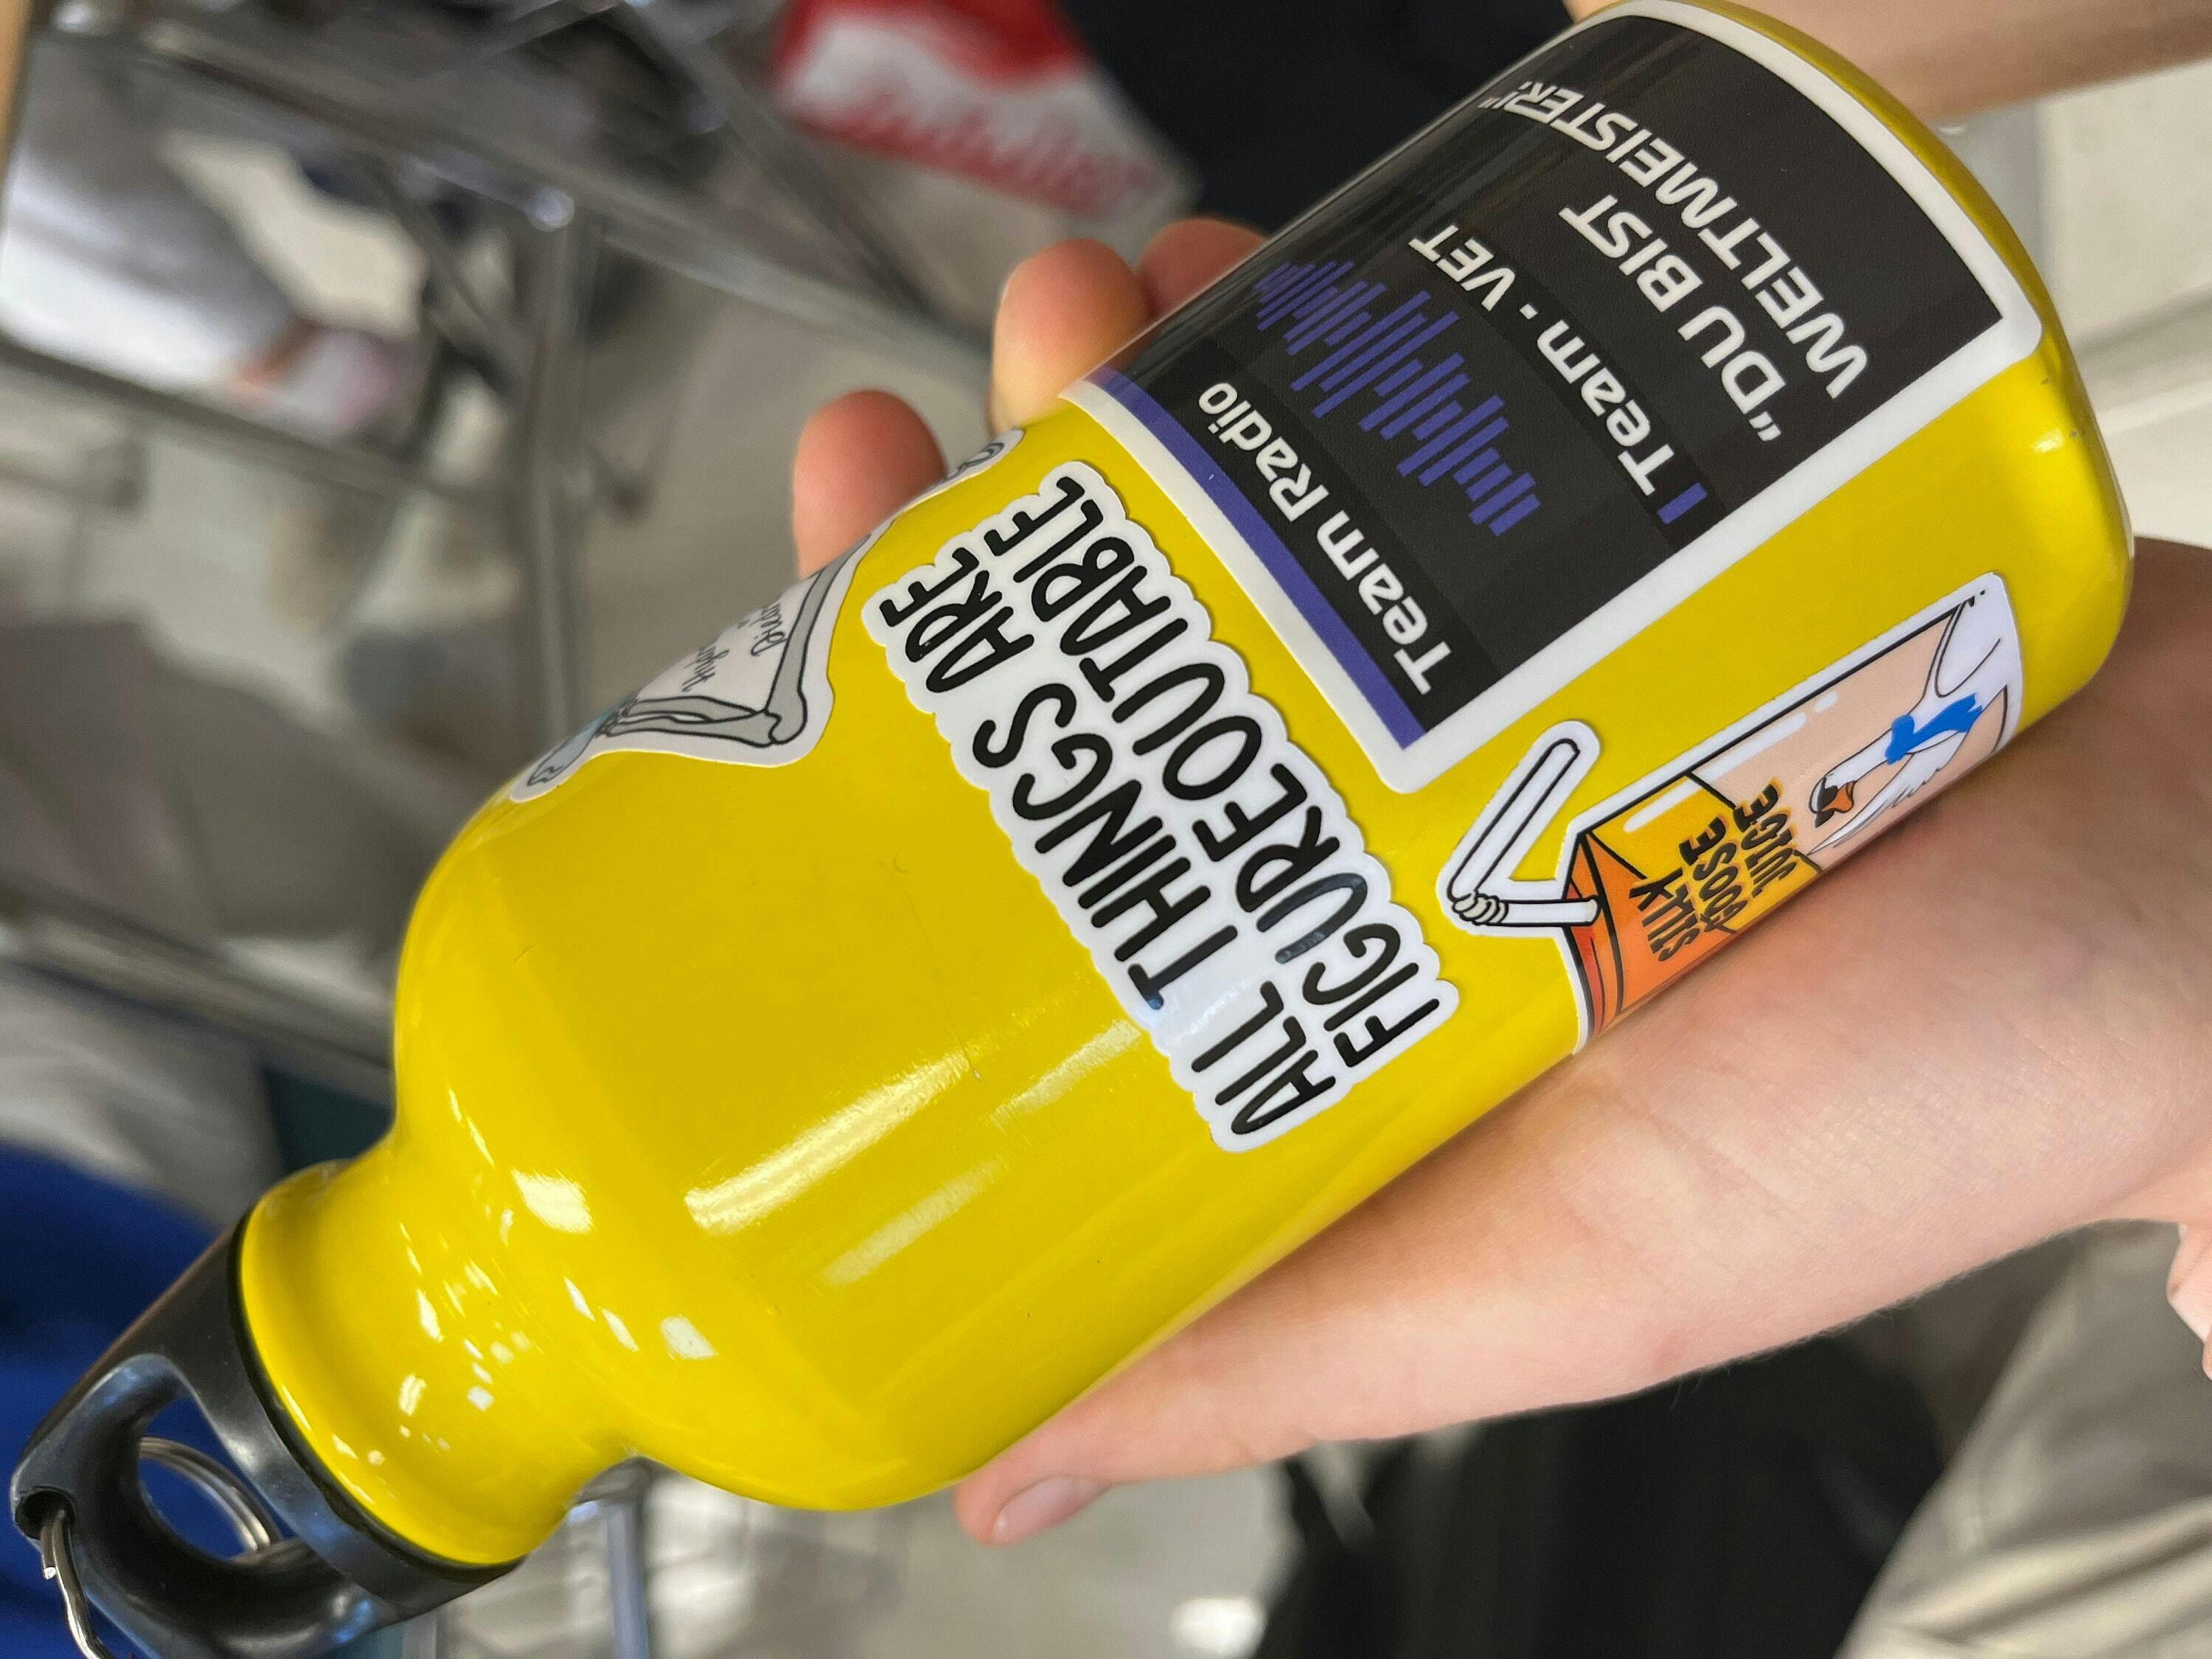 Team Radio
Team - VET
"DU BIST
WELTMEISTER!"
ALL THINGS ARE
FIGUREOUTABLE
SILLY
GOOSE
JUICE